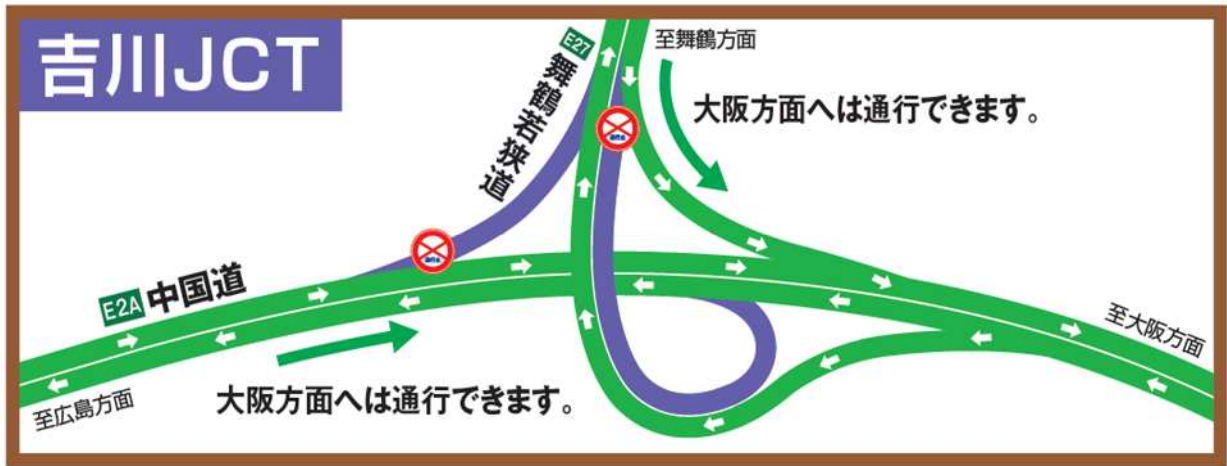 吉川JCT
E27 舞鶴若狭道
至舞鶴方面
大阪方面へは通行できます。
E2A 中国道
至大阪方面
至広島方面
大阪方面へは通行できます。